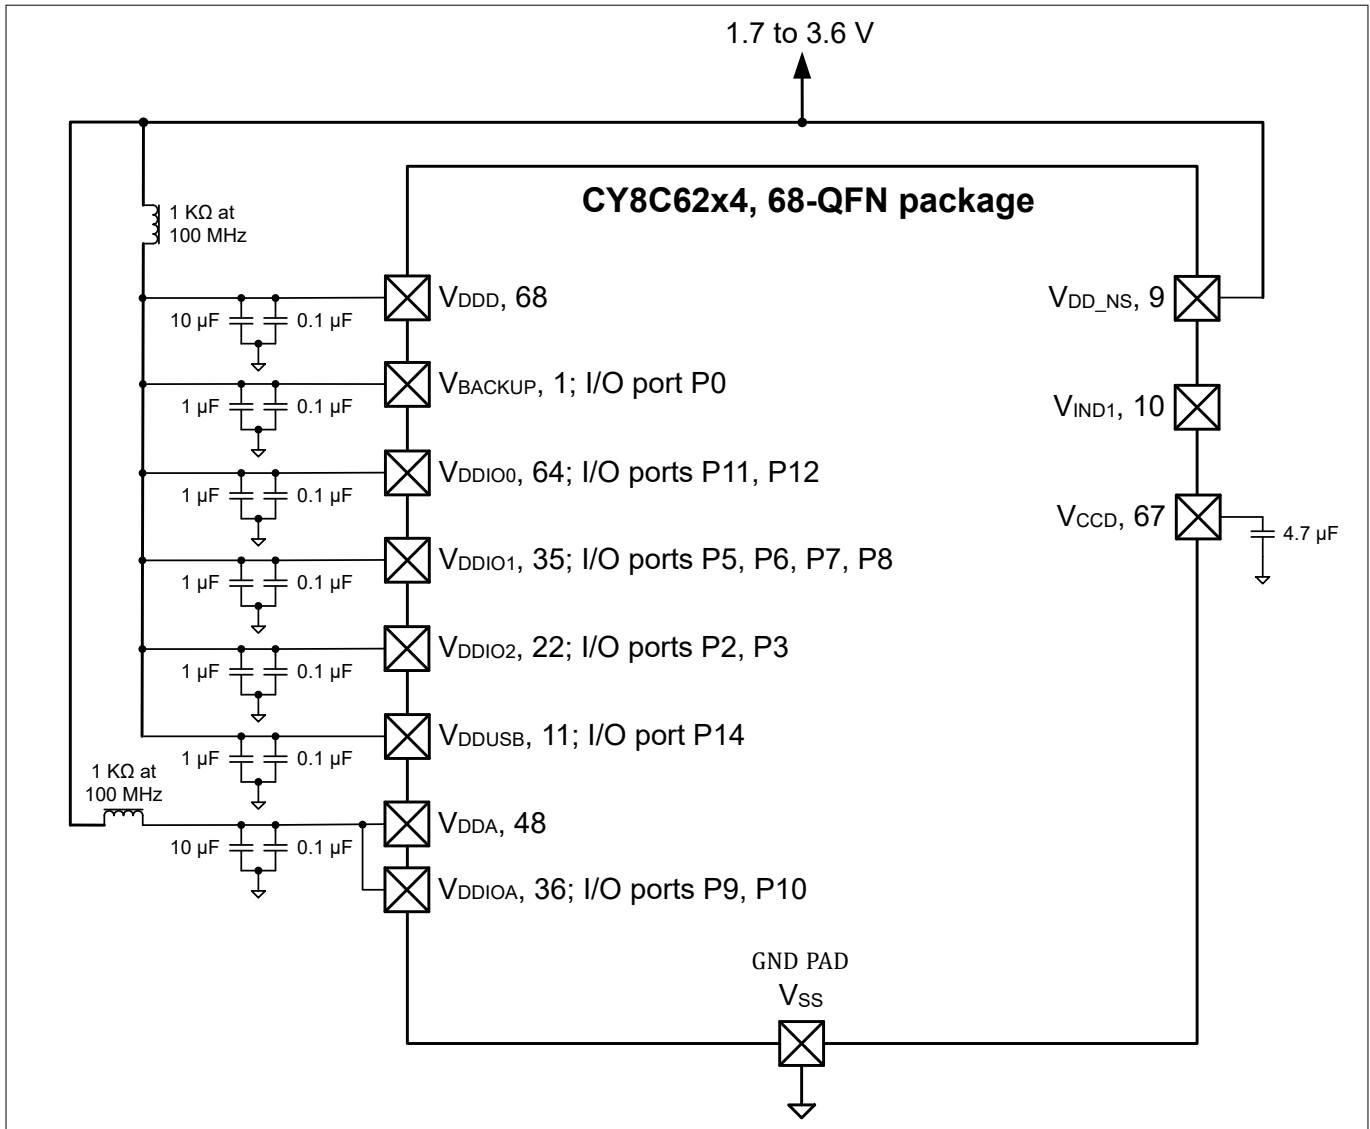 1.7 to 3.6 V
CY8C62x4, 68-QFN package
1 KΩ at
100 MHz
VDDD, 68
10 µF
0.1 µF
VBACKUP, 1; I/O port P0
1 µF
0.1 µF
VDDIO0, 64; I/O ports P11, P12
1 µF
0.1 µF
VDDIO1, 35; I/O ports P5, P6, P7, P8
1 µF
0.1 µF
VDDIO2, 22; I/O ports P2, P3
1 µF
0.1 µF
VDDUSB, 11; I/O port P14
1 µF
0.1 µF
1 KΩ at
100 MHz
VDDA, 48
10 µF
0.1 µF
VDDIOA, 36; I/O ports P9, P10
VDD_NS, 9
VIND1, 10
VCCD, 67
4.7 µF
GND PAD
VSS